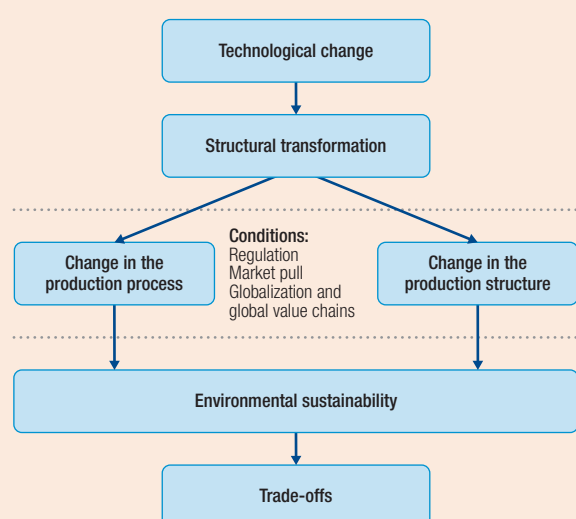 Technological change
Structural transformation
Conditions:
Regulation
Market pull
Globalization and
global value chains
Change in the
production process
Change in the
production structure
Environmental sustainability
Trade-offs